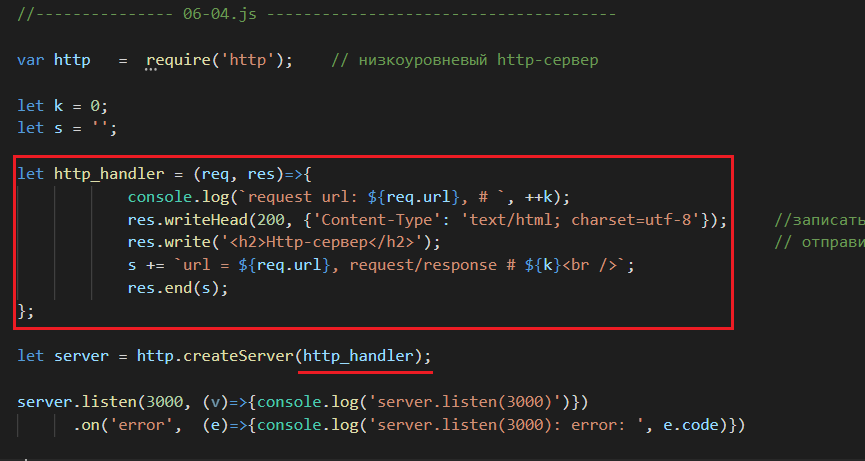 //--------------- 06-04.js --------------------------------------
var http   =  require('http');    // низкоуровневый http-сервер
let k = 0;
let s = '';
let http_handler = (req, res)=>{
console.log(`request url: ${req.url}, # `, ++k);
res.writeHead(200, {'Content-Type': 'text/html; charset=utf-8'});     //записать
res.write('<h2>Http-сервер</h2>');     // отправи
s += `url = ${req.url}, request/response # ${k}<br />`;
res.end(s);
};
let server = http.createServer(http_handler);
server.listen(3000, (v)=>{console.log('server.listen(3000)')})
.on('error',  (e)=>{console.log('server.listen(3000): error: ', e.code)})